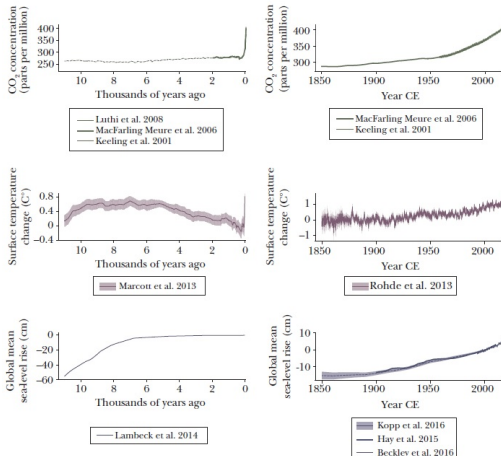 CO2 concentration
(parts per million)
400
350
300
250
10 8 6 4 2 0
Thousands of years ago
Luthi et al. 2008
MacFarling Meure et al. 2006
Keeling et al. 2001
CO2 concentration
(parts per million)
400
350
300
1850 1900 1950 2000
Year CE
MacFarling Meure et al. 2006
Keeling et al. 2001
Surface temperature
change (C°)
0.8
0.4
0
−0.4
10 8 6 4 2 0
Thousands of years ago
Marcott et al. 2013
Surface temperature
change (C°)
1
0
−1
1850 1900 1950 2000
Year CE
Rohde et al. 2013
Global mean
sea-level rise (cm)
0
−20
−40
−60
10 8 6 4 2 0
Thousands of years ago
Lambeck et al. 2014
Global mean
sea-level rise (cm)
10
0
-10
1850 1900 1950 2000
Year CE
Kopp et al. 2016
Hay et al. 2015
Beckley et al. 2016